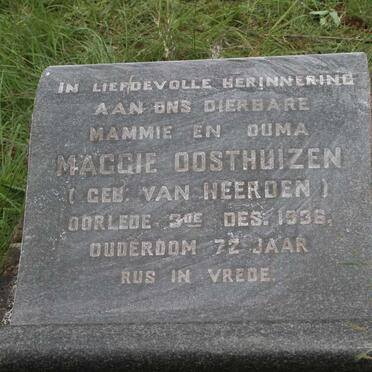 IN LIEFDEVOLLE HERINNERING
AAN ONS DIERBARE
MAMMIE EN OUMA
MAGGIE OOSTHUIZEN
( GEB. VAN HEERDEN )
OORLEDE 3DE DES. 1936.
OUDERDOM 72 JAAR
RUS IN VREDE.